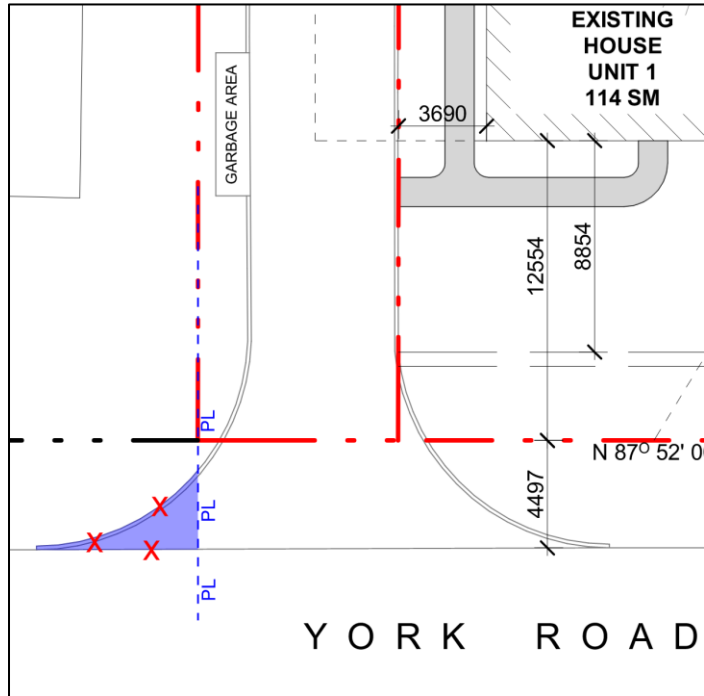 EXISTING
HOUSE
UNIT 1
114 SM
GARBAGE AREA
3690
12554
8854
PL
N 87° 52' 0
4497
X
PL
X
X
PL
YORK ROAD